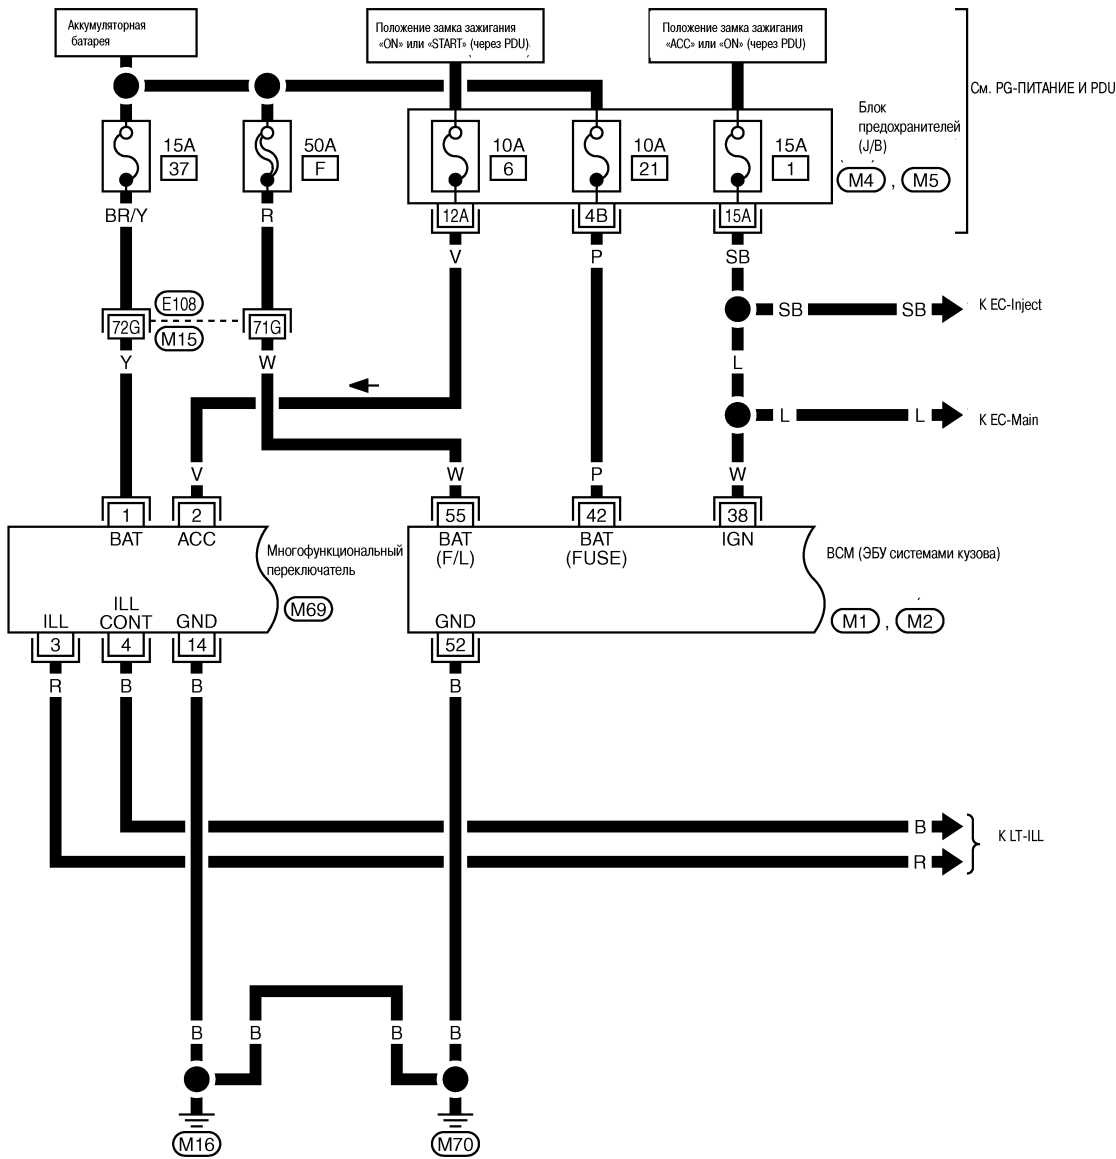 Аккумуляторная
батарея
Положение замка зажигания
«ON» или «START» (через PDU)
Положение замка зажигания
«ACC» или «ON» (через PDU)
См. PG-ПИТАНИЕ И PDU
Блок
предохранителей
(J/B)
M4 , M5
15A
37
50A
F
10A
6
10A
21
15A
1
12A
4B
15A
BR/Y
R
V
P
SB
E108
M15
72G
71G
SB
SB
К EC-Inject
Y
W
L
L
L
К EC-Main
V
W
P
W
1
2
55
42
38
BAT
ACC
BAT
(F/L)
BAT
(FUSE)
IGN
Многофункциональный
переключатель
M69
BCM (ЭБУ системами кузова)
M1 , M2
ILL
ILL
CONT
GND
GND
3
4
14
52
R
B
B
B
B
R
К LT-ILL
B
B
B
B
M16
M70